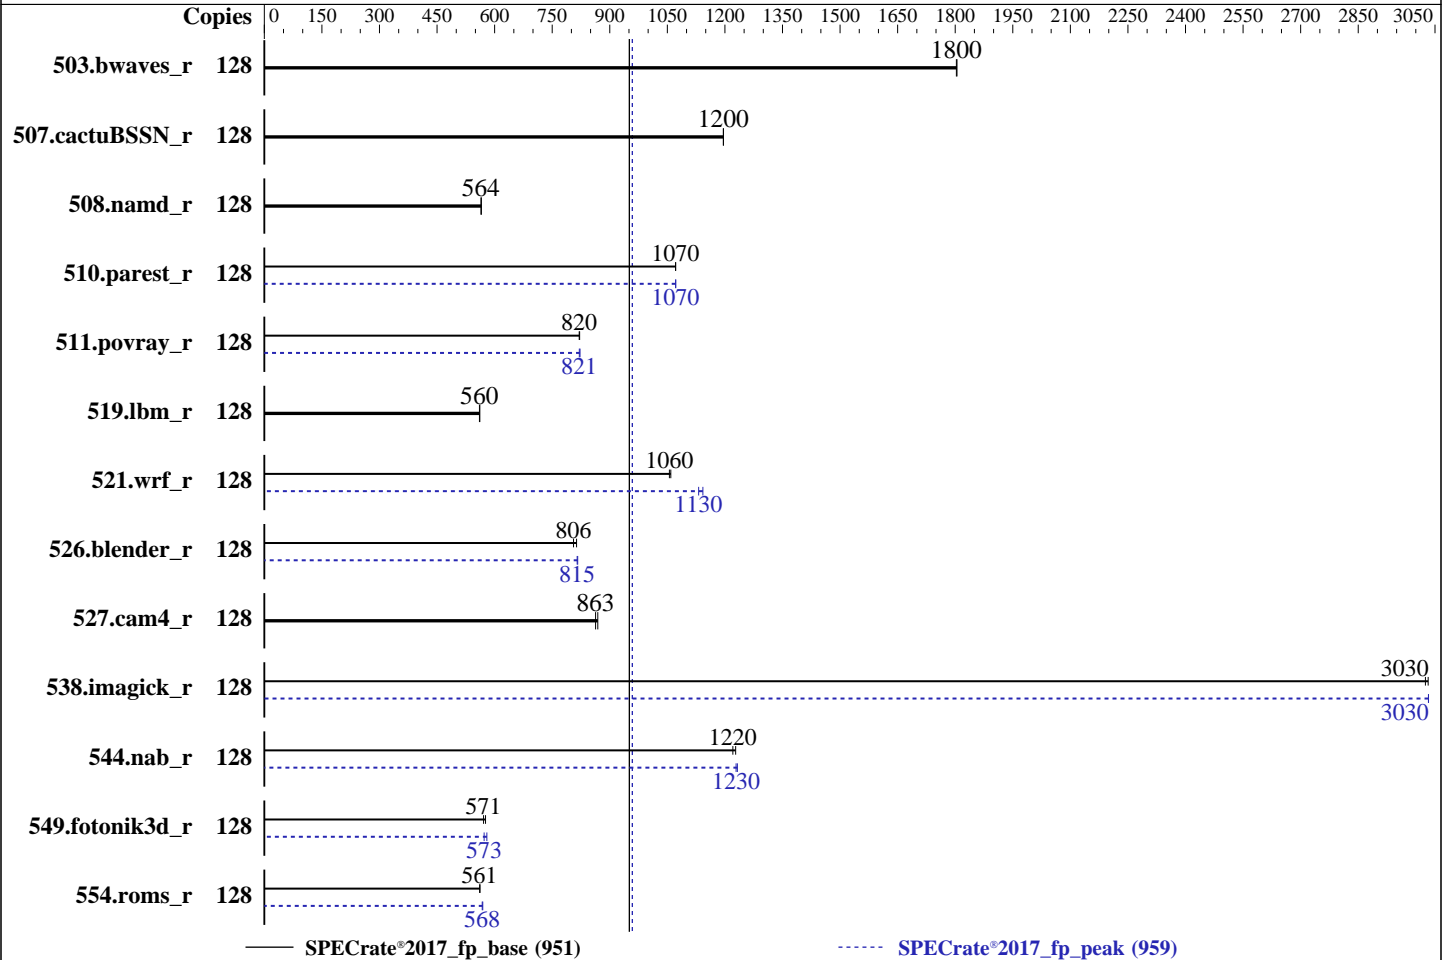 Copies 0 150 300 450 600 750 900 1050 1200 1350 1500 1650 1800 1950 2100 2250 2400 2550 2700 2850 3050
1800
503.bwaves_r 128
1200
507.cactuBSSN_r 128
564
508.namd_r 128
1070
510.parest_r 128
1070
820
511.povray_r 128
821
560
519.lbm_r 128
1060
521.wrf_r 128
1130
806
526.blender_r 128
815
863
527.cam4_r 128
3030
538.imagick_r 128
3030
1220
544.nab_r 128
1230
571
549.fotonik3d_r 128
573
561
554.roms_r 128
568
SPECrate®2017_fp_base (951) SPECrate®2017_fp_peak (959)